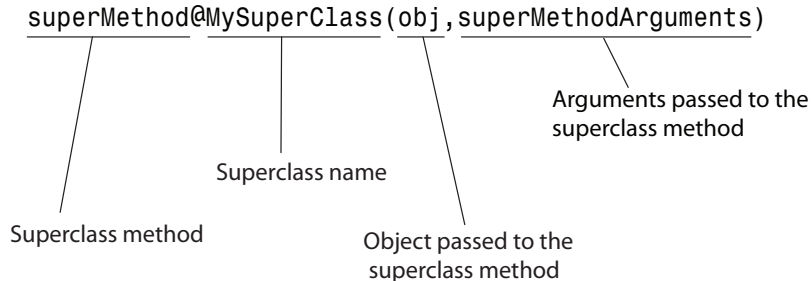 superMethod@MySuperClass(obj,superMethodArguments)
Arguments passed to the
superclass method
Superclass name
Superclass method
Object passed to the
superclass method